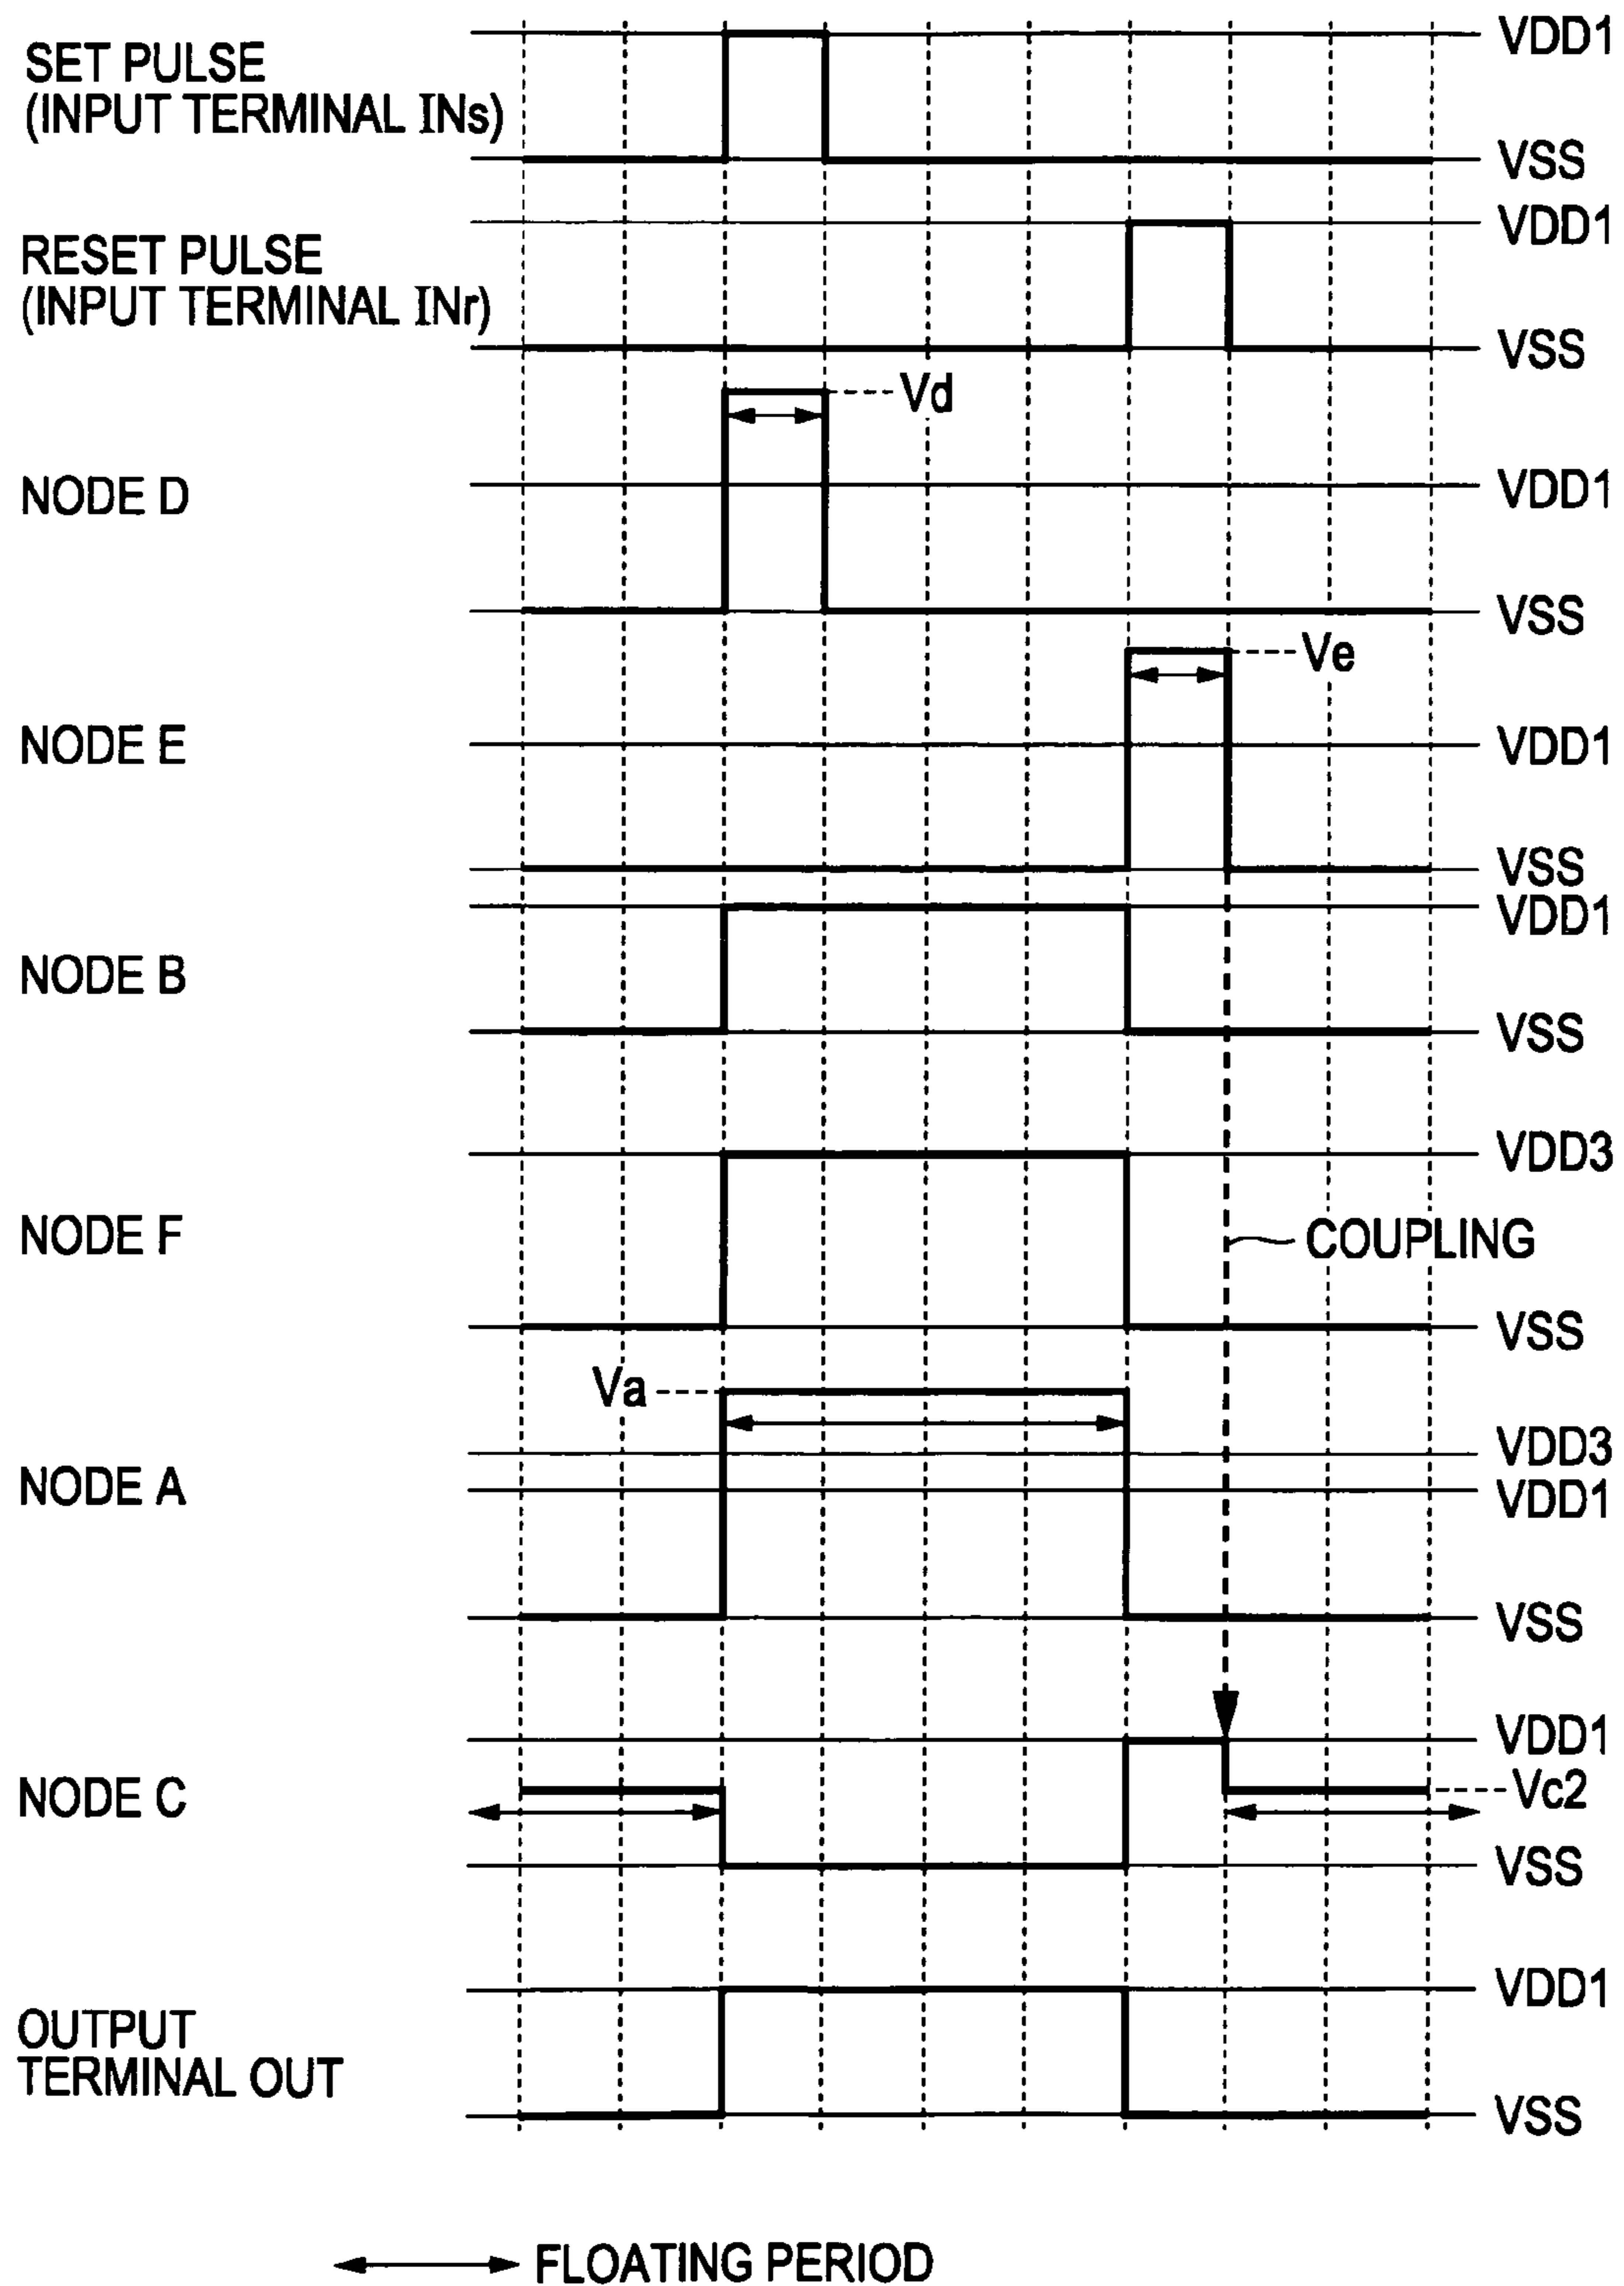 SET PULSE
(INPUT TERMINAL INs)
VDD1
VSS
RESET PULSE
(INPUT TERMINAL INr)
VDD1
VSS
NODE D
Vd
VDD1
VSS
NODE E
Ve
VDD1
VSS
NODE B
VDD1
VSS
NODE F
VDD3
COUPLING
VSS
NODE A
Va
VDD3
VDD1
VSS
NODE C
VDD1
Vc2
VSS
OUTPUT
TERMINAL OUT
VDD1
VSS
FLOATING PERIOD